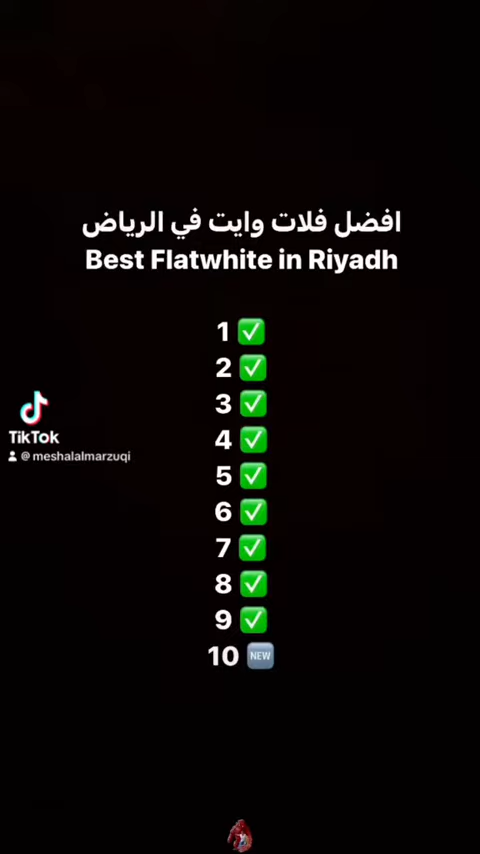 افضل فلات وايت في الرياض
Best Flatwhite in Riyadh
1 ✅
2 ✅
3 ✅
4 ✅
5 ✅
6 ✅
7 ✅
8 ✅
9 ✅
10 🆕
TikTok
@meshalalmarzuqi